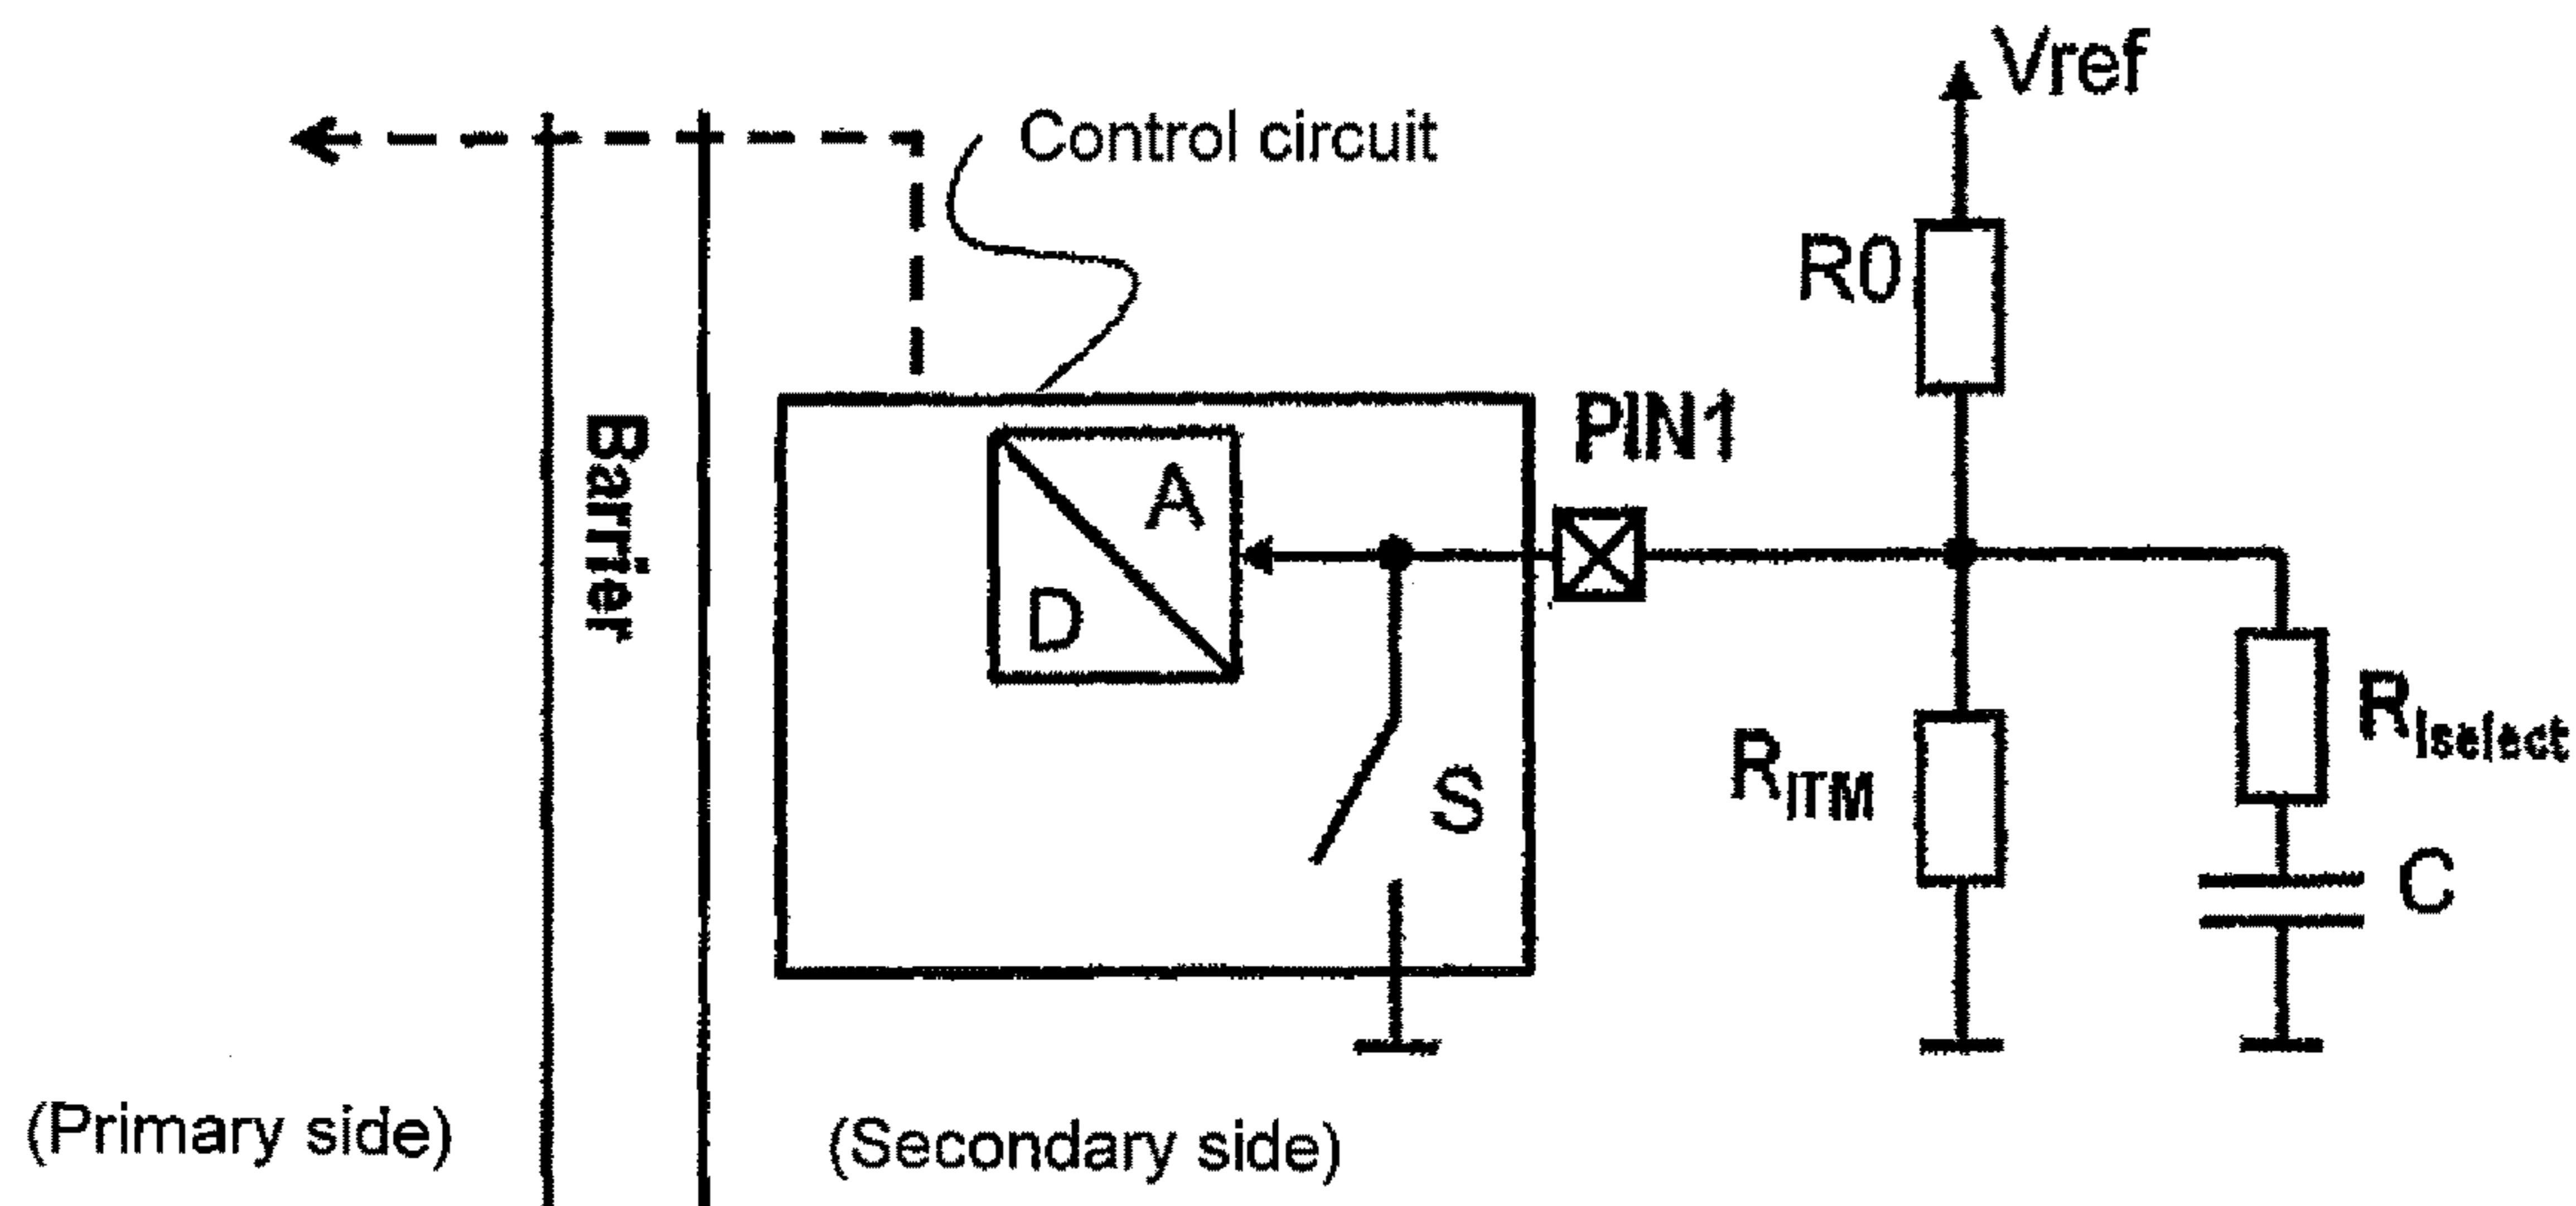 Vref
Control circuit
R0
PIN1
Barrier
A
D
S
RITM
RIselect
C
(Primary side)
(Secondary side)